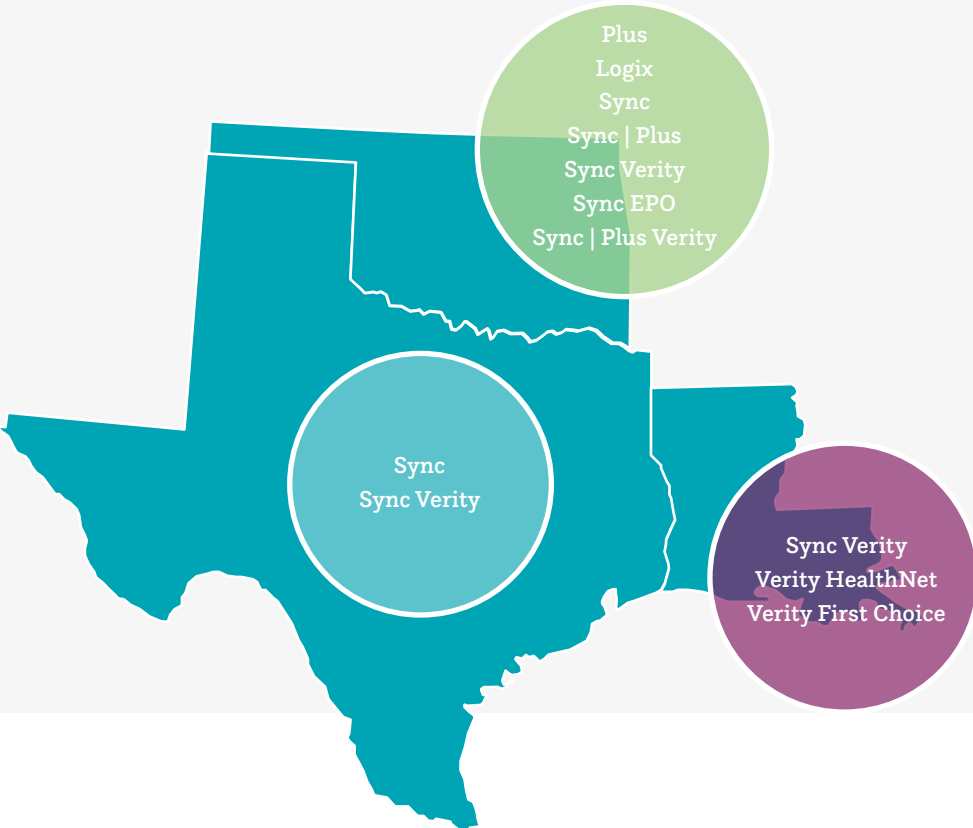 Plus
Logix
Sync
Sync | Plus
Sync Verity
Sync EPO
Sync | Plus Verity
Sync
Sync Verity
Sync Verity
Verity HealthNet
Verity First Choice